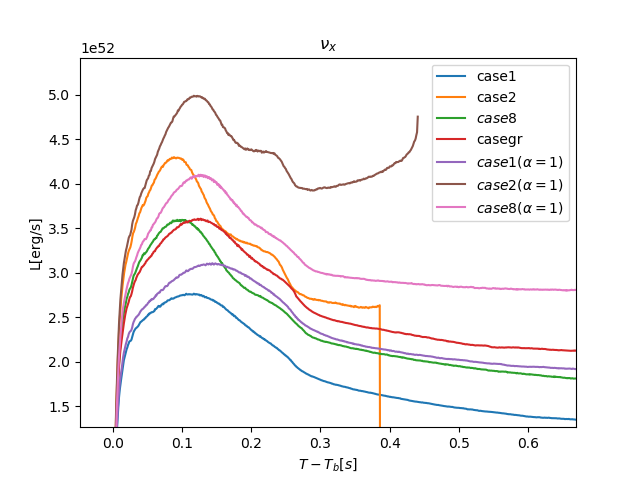 ν_x
1e52
5.0
4.5
4.0
3.5
3.0
2.5
2.0
1.5
L[erg/s]
0.0 0.1 0.2 0.3 0.4 0.5 0.6
T − T_b[s]
case1
case2
case8
casegr
case1(α = 1)
case2(α = 1)
case8(α = 1)